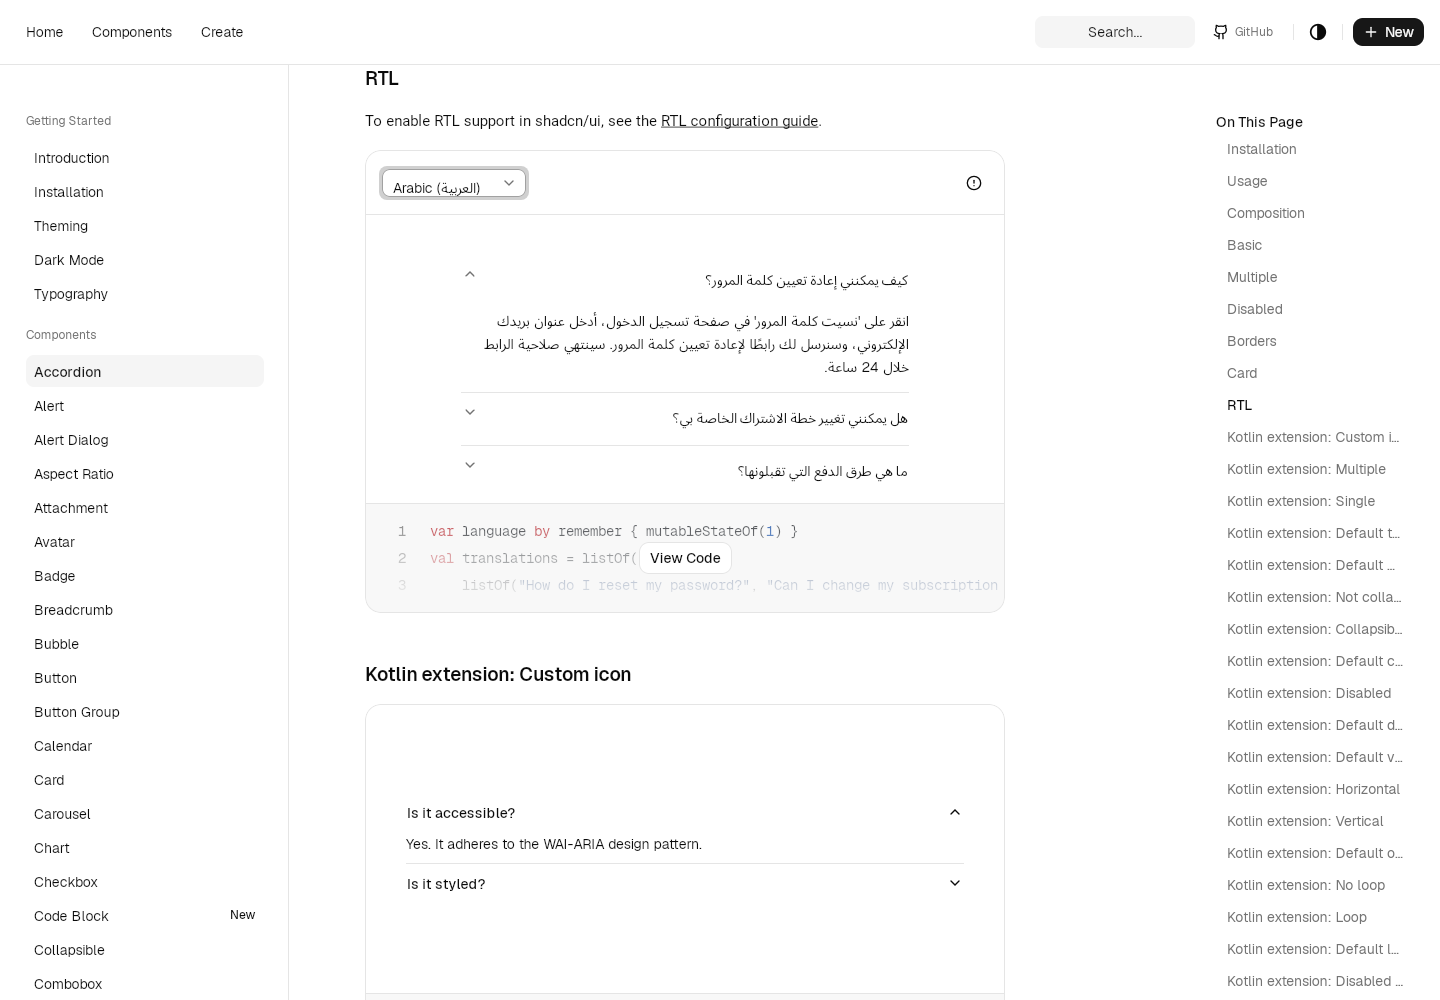 Home
Components
Create
Search...
GitHub
New
Getting Started
Introduction
Installation
Theming
Dark Mode
Typography
Components
Accordion
Alert
Alert Dialog
Aspect Ratio
Attachment
Avatar
Badge
Breadcrumb
Bubble
Button
Button Group
Calendar
Card
Carousel
Chart
Checkbox
Code Block
New
Collapsible
Combobox
RTL
To enable RTL support in shadcn/ui, see the RTL configuration guide.
Arabic (العربية)
كيف يمكنني إعادة تعيين كلمة المرور؟
انقر على 'نسيت كلمة المرور' في صفحة تسجيل الدخول، أدخل عنوان بريدك
الإلكتروني، وسنرسل لك رابطًا لإعادة تعيين كلمة المرور. سينتهي صلاحية الرابط
خلال 24 ساعة.
هل يمكنني تغيير خطة الاشتراك الخاصة بي؟
ما هي طرق الدفع التي تقبلونها؟
1 var language by remember { mutableStateOf(1) }
2 val translations = listOf(
View Code
3 listOf("How do I reset my password?", "Can I change my subscription
Kotlin extension: Custom icon
Is it accessible?
Yes. It adheres to the WAI-ARIA design pattern.
Is it styled?
On This Page
Installation
Usage
Composition
Basic
Multiple
Disabled
Borders
Card
RTL
Kotlin extension: Custom i...
Kotlin extension: Multiple
Kotlin extension: Single
Kotlin extension: Default t...
Kotlin extension: Default ...
Kotlin extension: Not colla...
Kotlin extension: Collapsib...
Kotlin extension: Default c...
Kotlin extension: Disabled
Kotlin extension: Default d...
Kotlin extension: Default v...
Kotlin extension: Horizontal
Kotlin extension: Vertical
Kotlin extension: Default o...
Kotlin extension: No loop
Kotlin extension: Loop
Kotlin extension: Default l...
Kotlin extension: Disabled ...